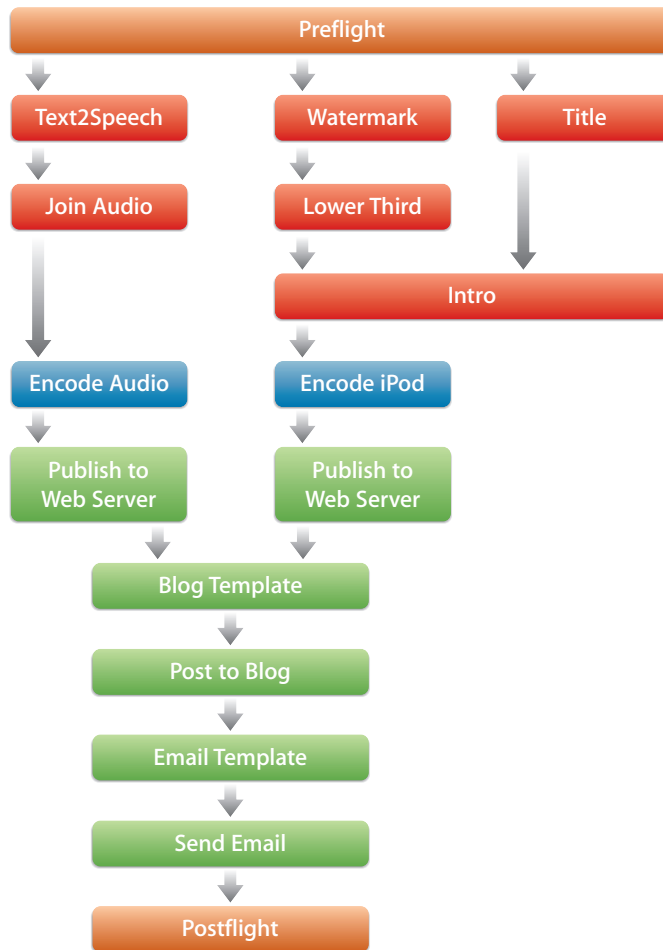 Preflight
Text2Speech
Watermark
Title
Join Audio
Lower Third
Intro
Encode Audio
Encode iPod
Publish to
Web Server
Publish to
Web Server
Blog Template
Post to Blog
Email Template
Send Email
Postflight